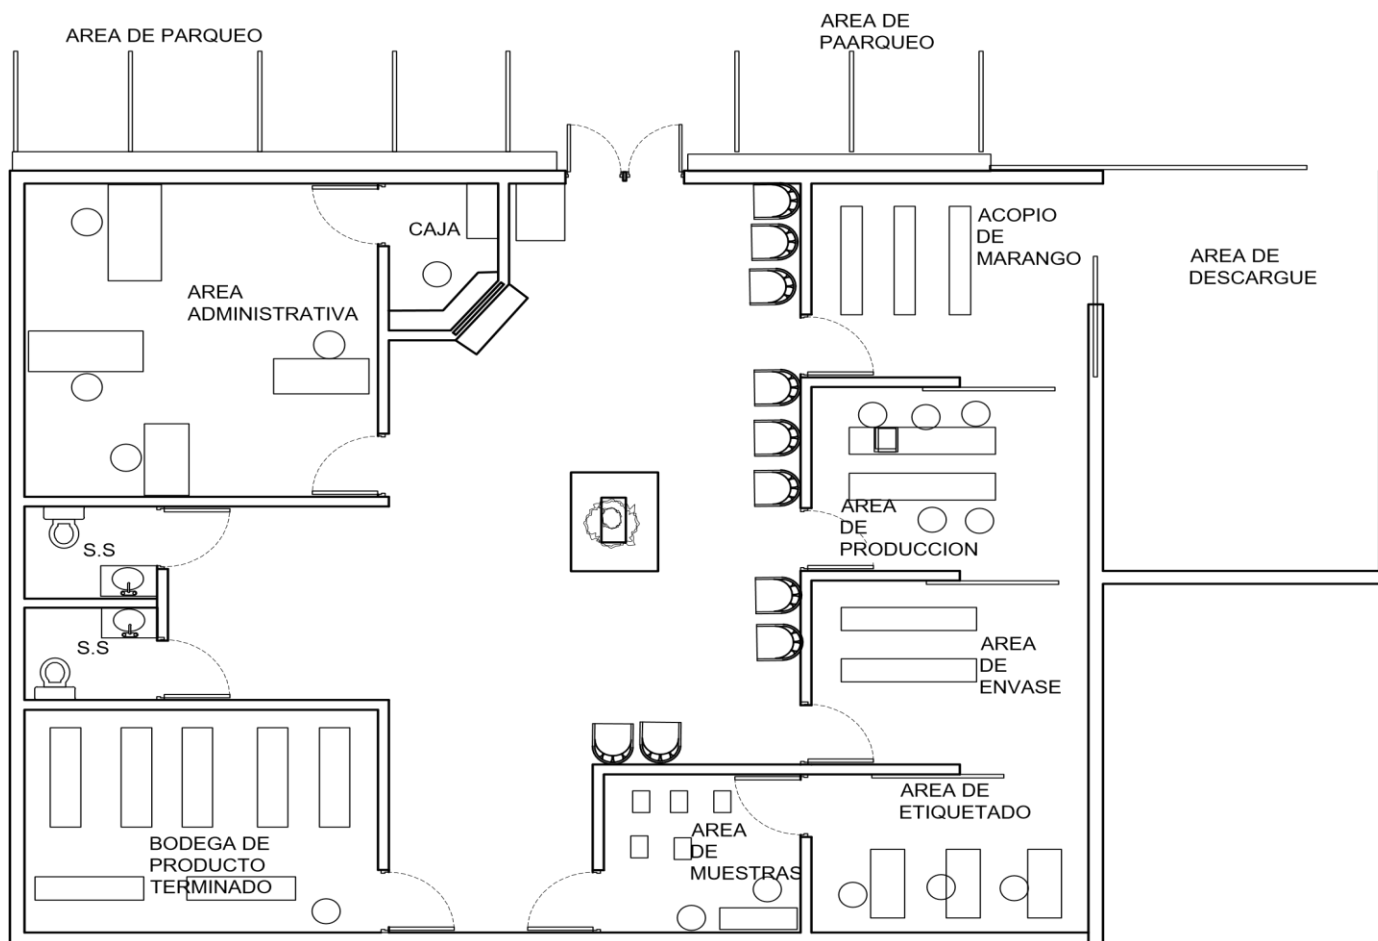 AREA DE PARQUEO
AREA DE
PAARQUEO
CAJA
ACOPIO
DE
MARANGO
AREA DE
DESCARGUE
AREA
ADMINISTRATIVA
AREA
DE
PRODUCCION
S.S
S.S
AREA
DE
ENVASE
AREA DE
ETIQUETADO
BODEGA DE
PRODUCTO
TERMINADO
AREA
DE
MUESTRAS